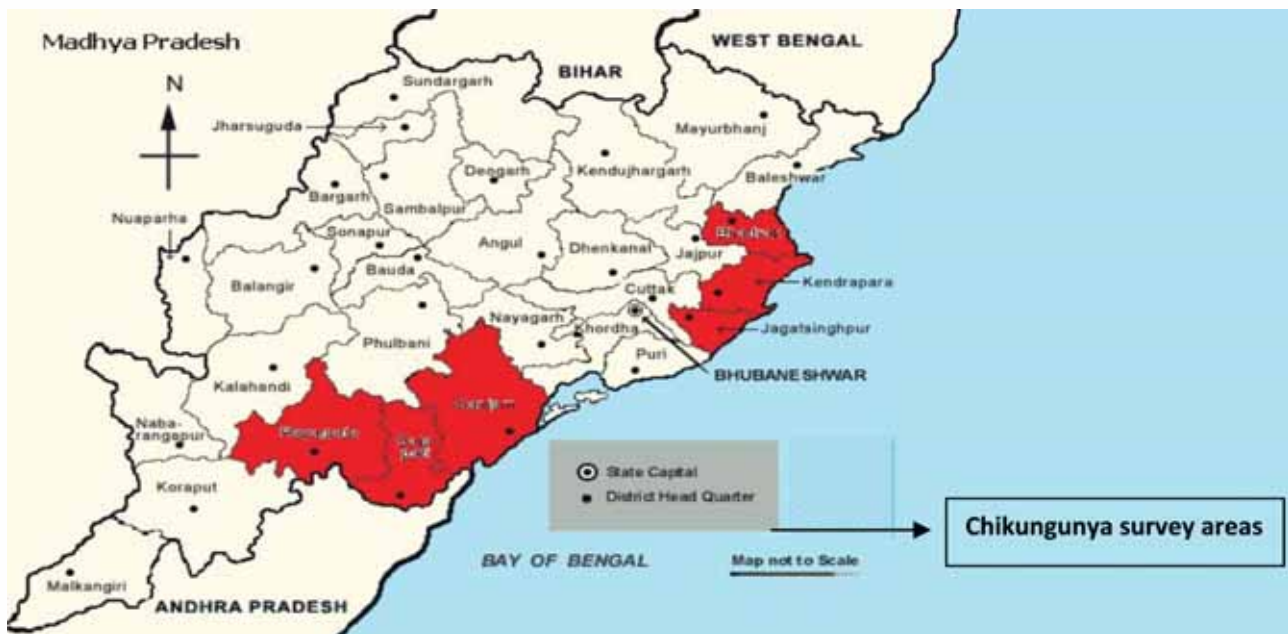 Madhya Pradesh
WEST BENGAL
BIHAR
N
Sundargarh
Jharsuguda
Mayurbhanj
Deogarh
Kendujhargarh
Baleshwar
Bargarh
Sambalpur
Nuaparha
Sonapur
Angul
Dhenkanal
Jajpur
Bauda
Balangir
Cuttak
Kendrapara
Nayagarh
Khordha
Jagatsinghpur
Phulbani
Puri
BHUBANESHWAR
Kalahandi
Naba-
rangapur
Koraput
State Capital
District Head Quarter
Chikungunya survey areas
BAY OF BENGAL
Map not to Scale
Malkangiri
ANDHRA PRADESH